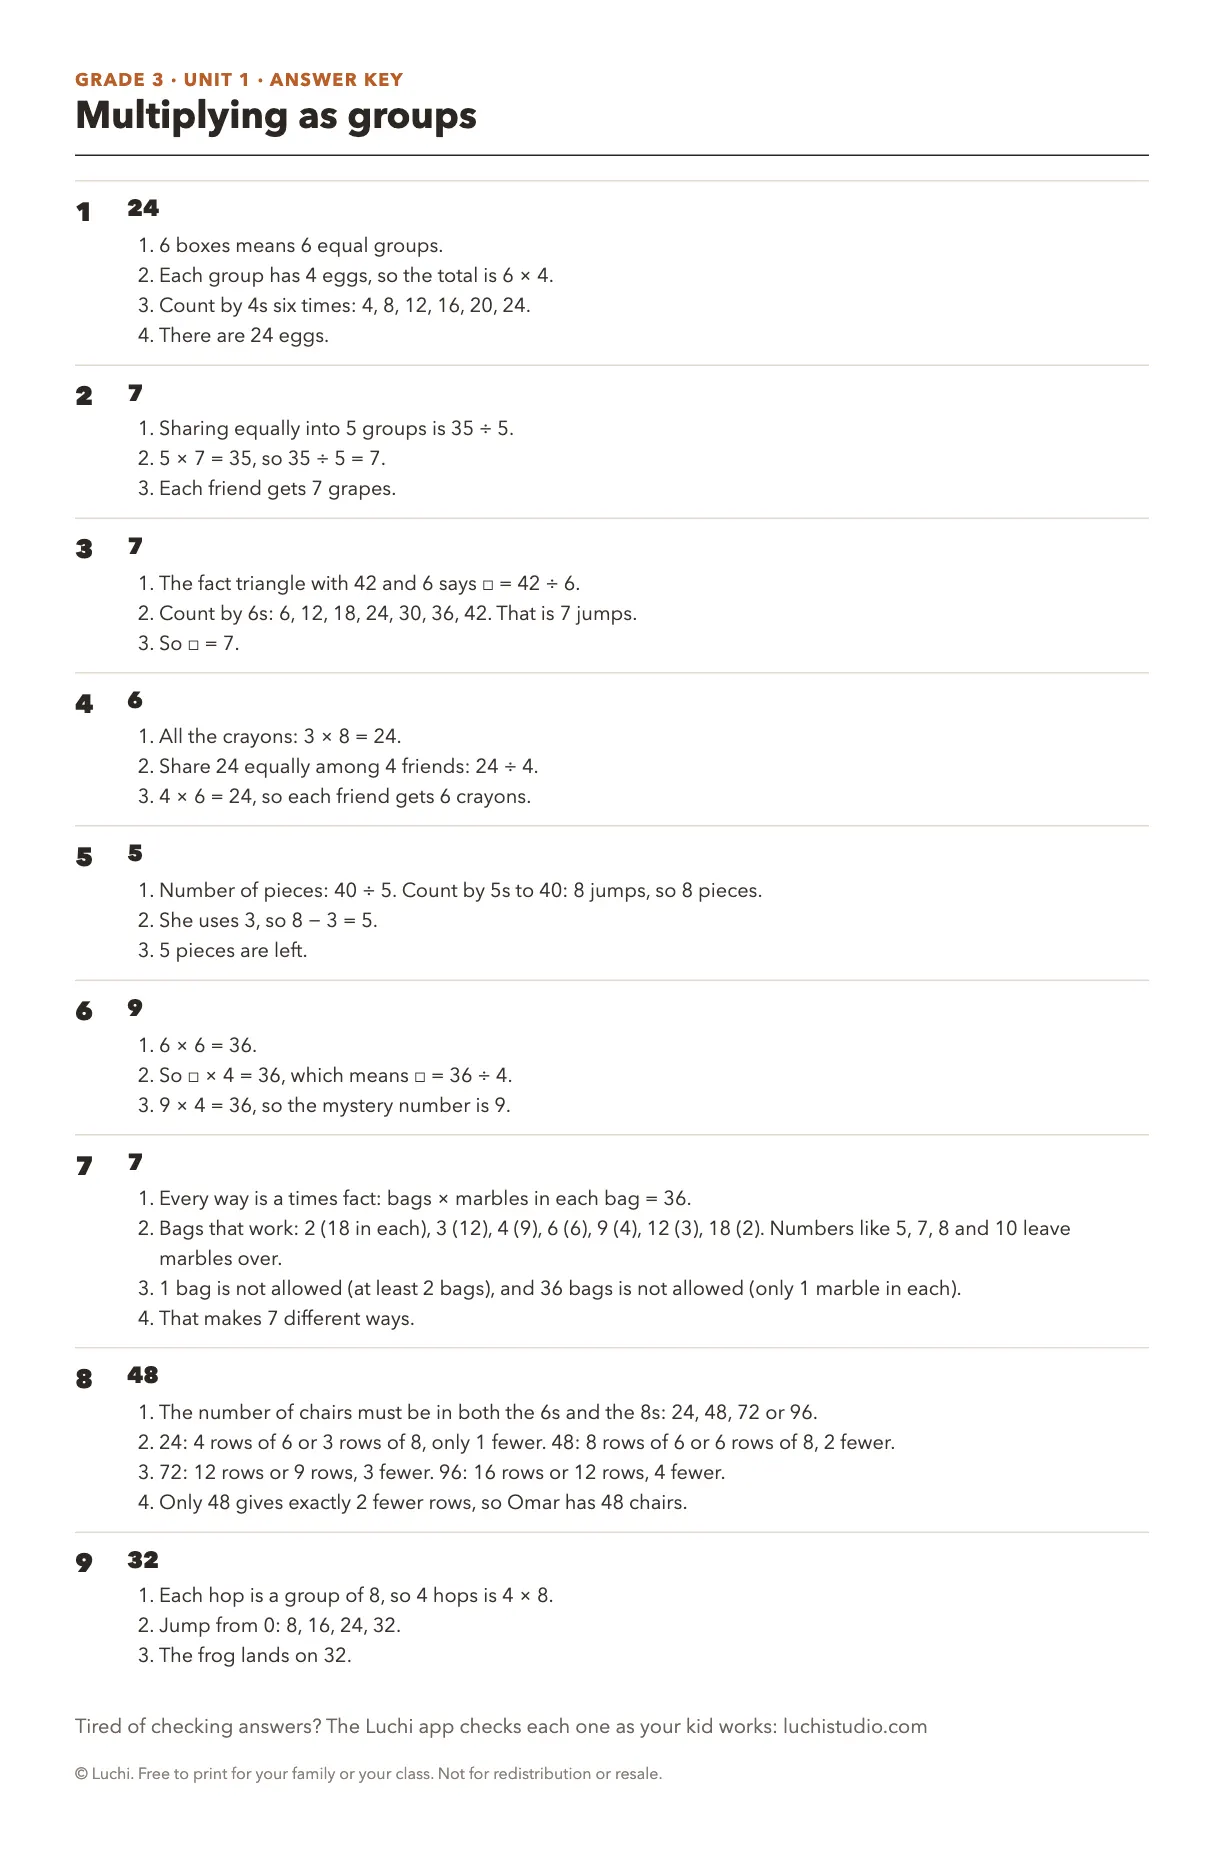 GRADE 3 · UNIT 1 · ANSWER KEY
Multiplying as groups
1 24
1. 6 boxes means 6 equal groups.
2. Each group has 4 eggs, so the total is 6 × 4.
3. Count by 4s six times: 4, 8, 12, 16, 20, 24.
4. There are 24 eggs.
2 7
1. Sharing equally into 5 groups is 35 ÷ 5.
2. 5 × 7 = 35, so 35 ÷ 5 = 7.
3. Each friend gets 7 grapes.
3 7
1. The fact triangle with 42 and 6 says □ = 42 ÷ 6.
2. Count by 6s: 6, 12, 18, 24, 30, 36, 42. That is 7 jumps.
3. So □ = 7.
4 6
1. All the crayons: 3 × 8 = 24.
2. Share 24 equally among 4 friends: 24 ÷ 4.
3. 4 × 6 = 24, so each friend gets 6 crayons.
5 5
1. Number of pieces: 40 ÷ 5. Count by 5s to 40: 8 jumps, so 8 pieces.
2. She uses 3, so 8 − 3 = 5.
3. 5 pieces are left.
6 9
1. 6 × 6 = 36.
2. So □ × 4 = 36, which means □ = 36 ÷ 4.
3. 9 × 4 = 36, so the mystery number is 9.
7 7
1. Every way is a times fact: bags × marbles in each bag = 36.
2. Bags that work: 2 (18 in each), 3 (12), 4 (9), 6 (6), 9 (4), 12 (3), 18 (2). Numbers like 5, 7, 8 and 10 leave
marbles over.
3. 1 bag is not allowed (at least 2 bags), and 36 bags is not allowed (only 1 marble in each).
4. That makes 7 different ways.
8 48
1. The number of chairs must be in both the 6s and the 8s: 24, 48, 72 or 96.
2. 24: 4 rows of 6 or 3 rows of 8, only 1 fewer. 48: 8 rows of 6 or 6 rows of 8, 2 fewer.
3. 72: 12 rows or 9 rows, 3 fewer. 96: 16 rows or 12 rows, 4 fewer.
4. Only 48 gives exactly 2 fewer rows, so Omar has 48 chairs.
9 32
1. Each hop is a group of 8, so 4 hops is 4 × 8.
2. Jump from 0: 8, 16, 24, 32.
3. The frog lands on 32.
Tired of checking answers? The Luchi app checks each one as your kid works: luchistudio.com
© Luchi. Free to print for your family or your class. Not for redistribution or resale.